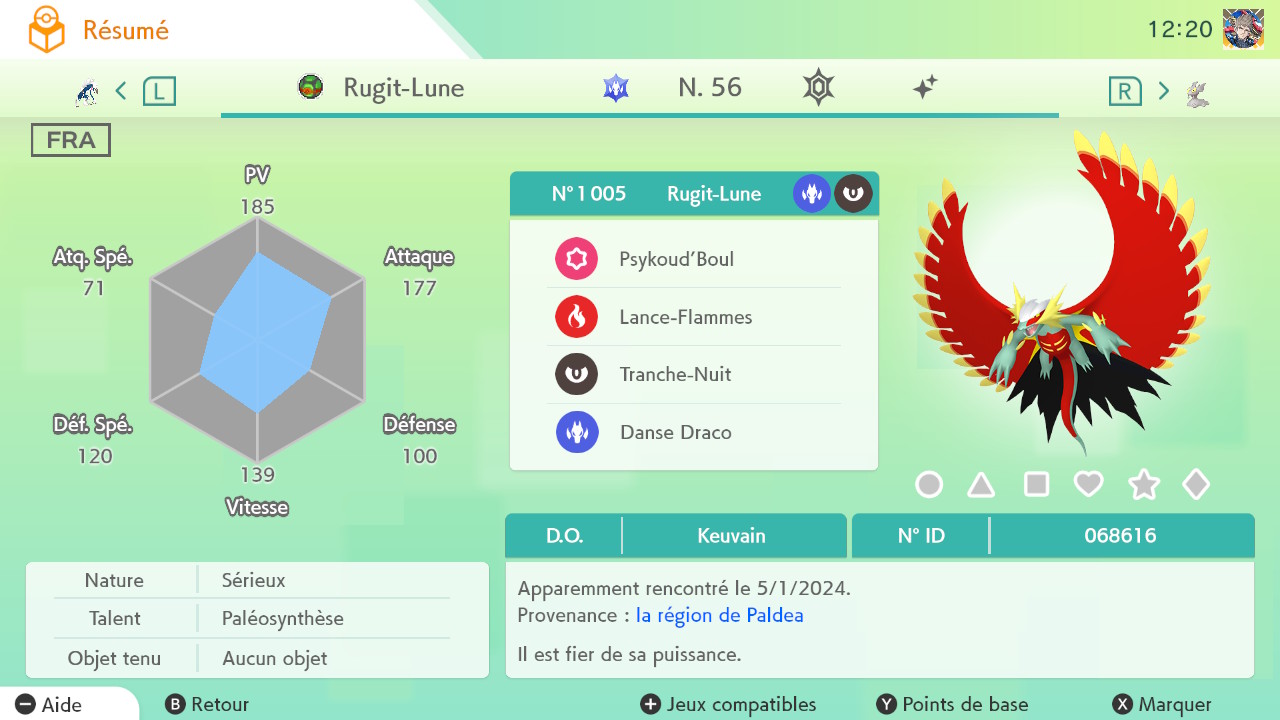 Résumé
12:20
L
Rugit-Lune
N. 56
R
FRA
PV
185
Atq. Spé.
71
Attaque
177
Déf. Spé.
120
Défense
100
139
Vitesse
N° 1 005 Rugit-Lune
Psykoud'Boul
Lance-Flammes
Tranche-Nuit
Danse Draco
D.O. Keuvain
N° ID 068616
Nature Sérieux
Talent Paléosynthèse
Objet tenu Aucun objet
Apparemment rencontré le 5/1/2024.
Provenance : la région de Paldea
Il est fier de sa puissance.
Aide
B Retour
Jeux compatibles
Y Points de base
X Marquer